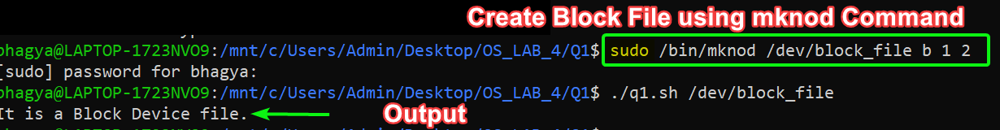 Create Block File using mknod Command
bhagya@LAPTOP-1723NVO9:/mnt/c/Users/Admin/Desktop/OS_LAB_4/Q1$ sudo /bin/mknod /dev/block_file b 1 2
[sudo] password for bhagya:
bhagya@LAPTOP-1723NVO9:/mnt/c/Users/Admin/Desktop/OS_LAB_4/Q1$ ./q1.sh /dev/block_file
It is a Block Device file.
Output